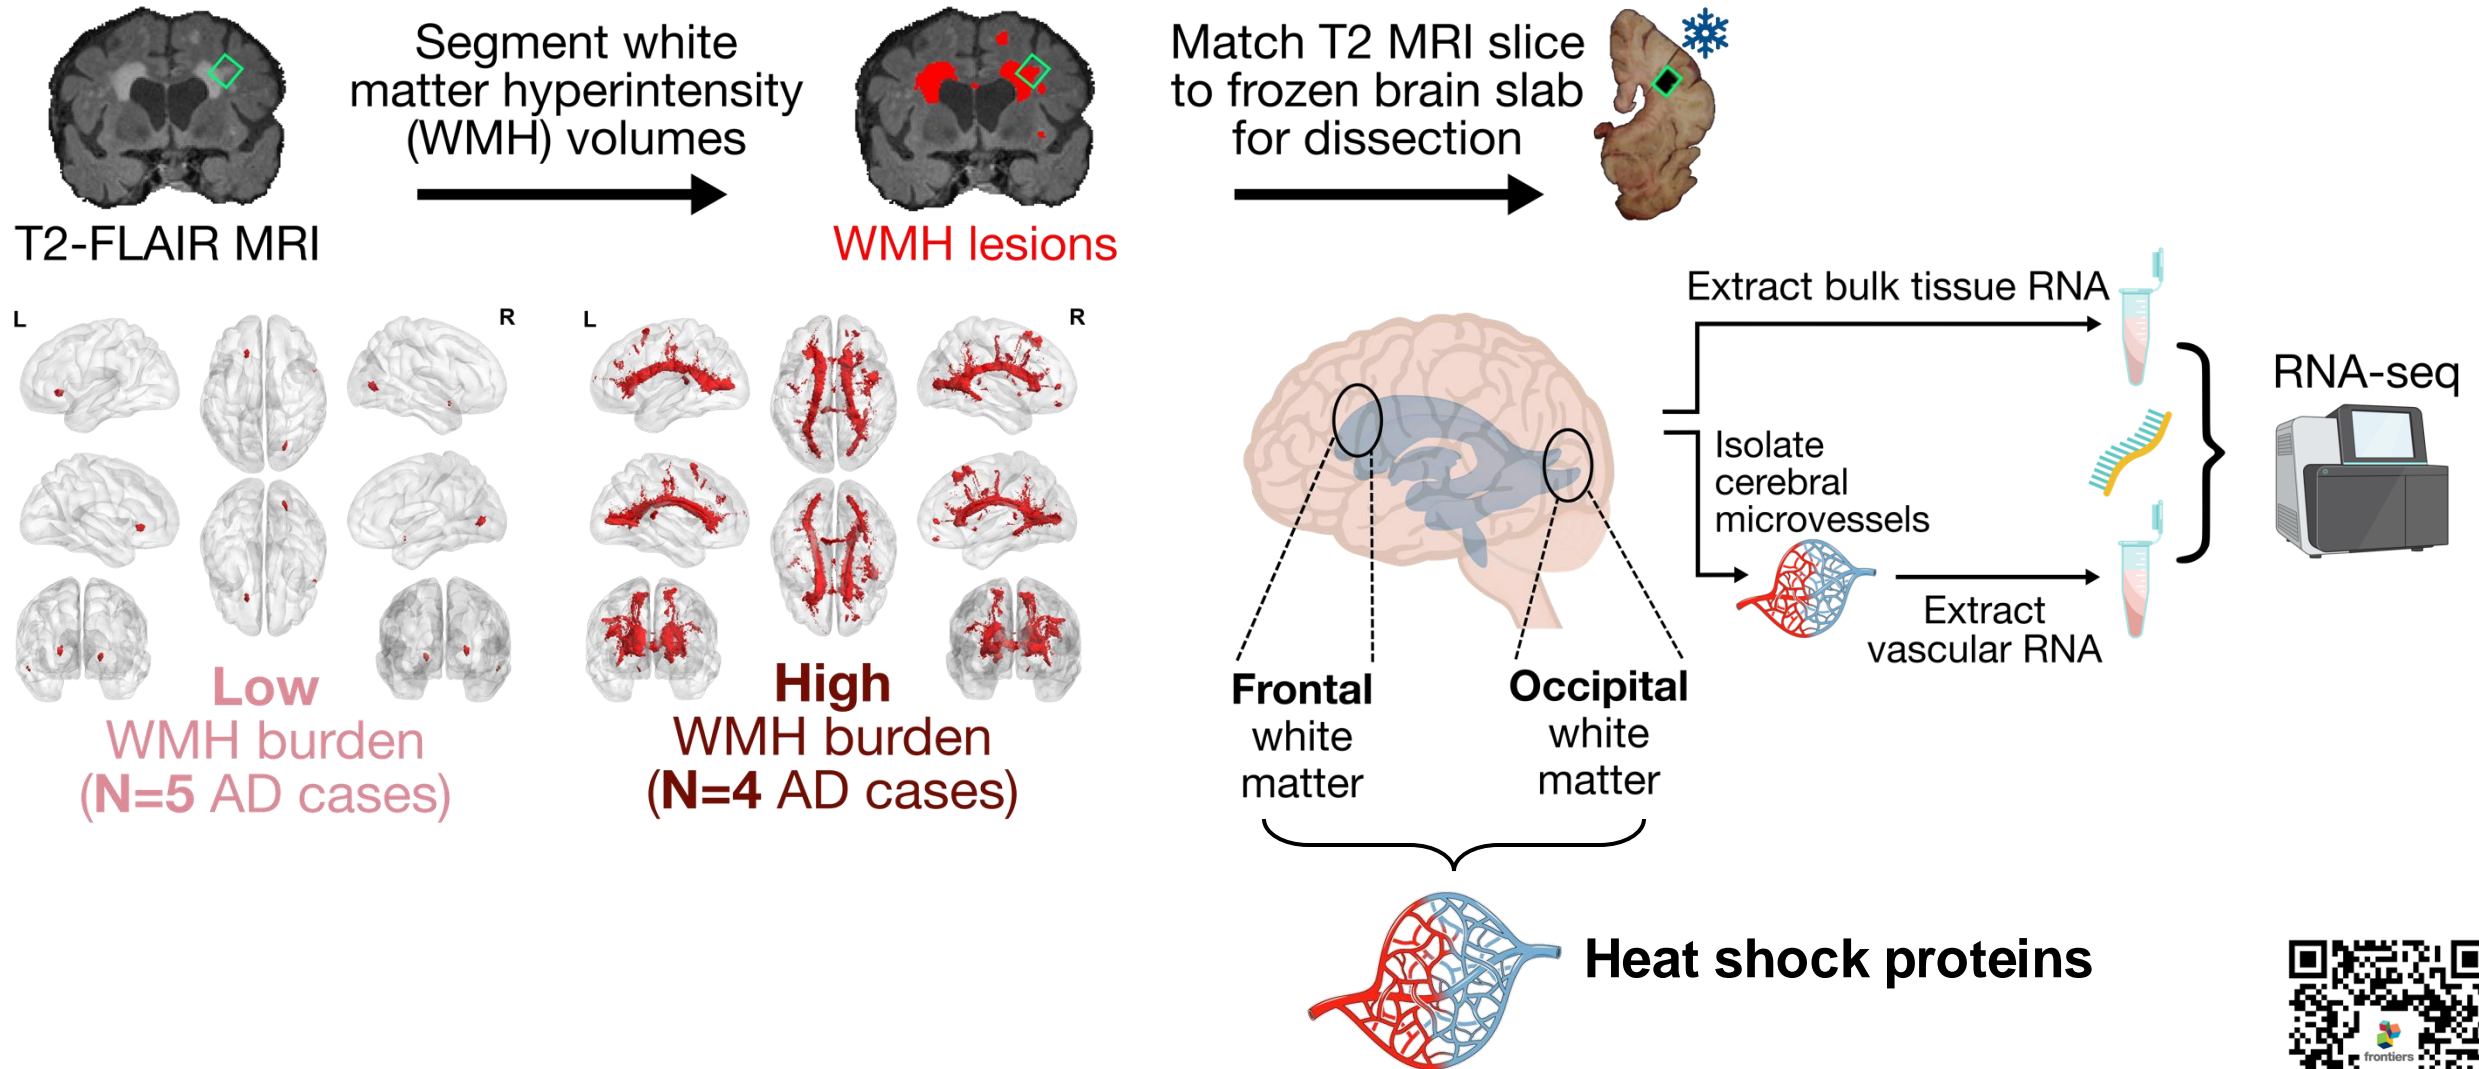 Segment white
matter hyperintensity
(WMH) volumes
Match T2 MRI slice
to frozen brain slab
for dissection
T2-FLAIR MRI
WMH lesions
L
R
L
R
Low
WMH burden
(N=5 AD cases)
High
WMH burden
(N=4 AD cases)
Extract bulk tissue RNA
Isolate
cerebral
microvessels
Extract
vascular RNA
RNA-seq
Frontal
white
matter
Occipital
white
matter
Heat shock proteins
frontiers